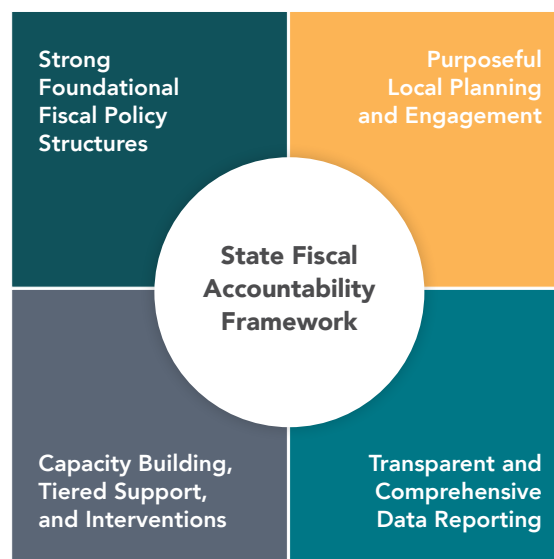 Strong
Foundational
Fiscal Policy
Structures
Purposeful
Local Planning
and Engagement
State Fiscal
Accountability
Framework
Capacity Building,
Tiered Support,
and Interventions
Transparent and
Comprehensive
Data Reporting